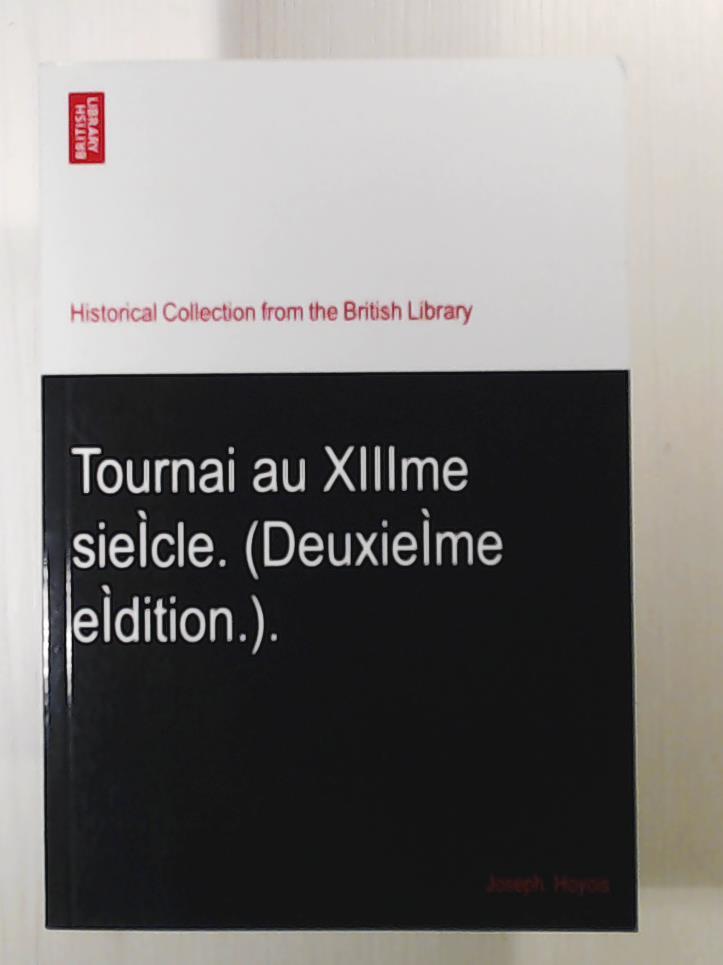 BRITISH
LIBRARY
Historical Collection from the British Library
Tournai au XIIIme
sieÌcle. (DeuxieÌme
eÌdition.).
Joseph. Hoyois